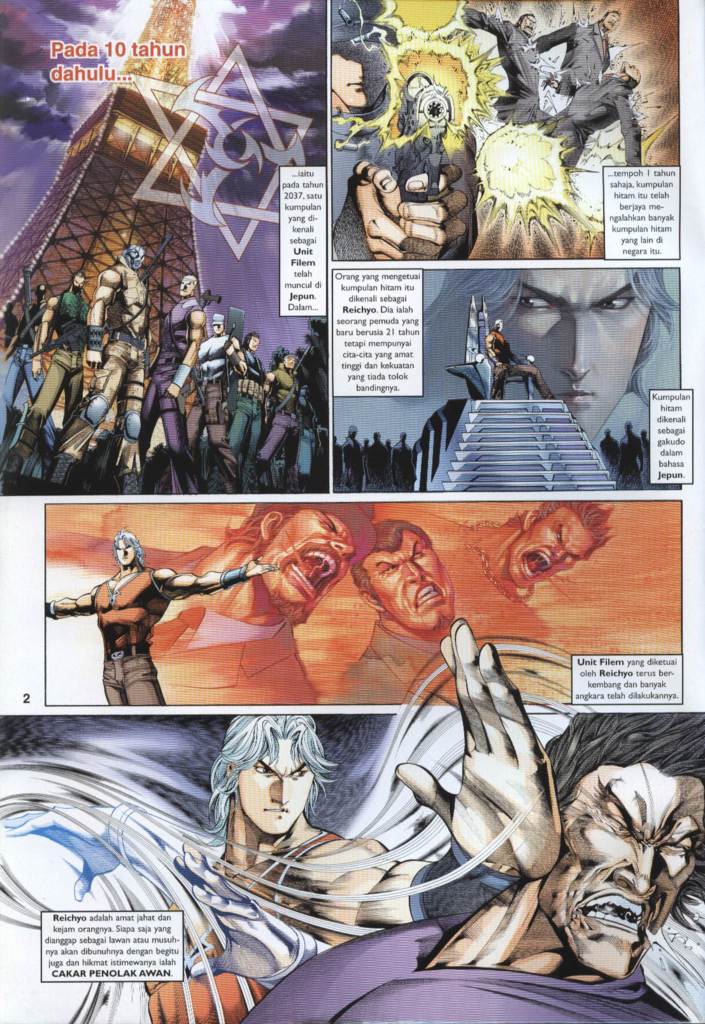 Pada 10 tahun
dahulu...
...iaitu
pada tahun
2037, satu
kumpulan
yang di-
kenali
sebagai
Unit
Filem
telah
muncul di
Jepun.
Dalam...
...tempoh 1 tahun
sahaja, kumpulan
hitam itu telah
berjaya me-
ngalahkan banyak
kumpulan hitam
yang lain di
negara itu.
Orang yang mengetuai
kumpulan hitam itu
dikenali sebagai
Reichyo. Dia ialah
seorang pemuda yang
baru berusia 21 tahun
tetapi mempunyai
cita-cita yang amat
tinggi dan kekuatan
yang tiada tolok
bandingnya.
Kumpulan
hitam
dikenali
sebagai
gakudo
dalam
bahasa
Jepun.
Unit Filem yang diketuai
oleh Reichyo terus ber-
kembang dan banyak
angkara telah dilakukannya.
2
Reichyo adalah amat jahat dan
kejam orangnya. Siapa saja yang
dianggap sebagai lawan atau musuh-
nya akan dibunuhnya dengan begitu
juga dan hikmat istimewanya ialah
CAKAR PENOLAK AWAN.